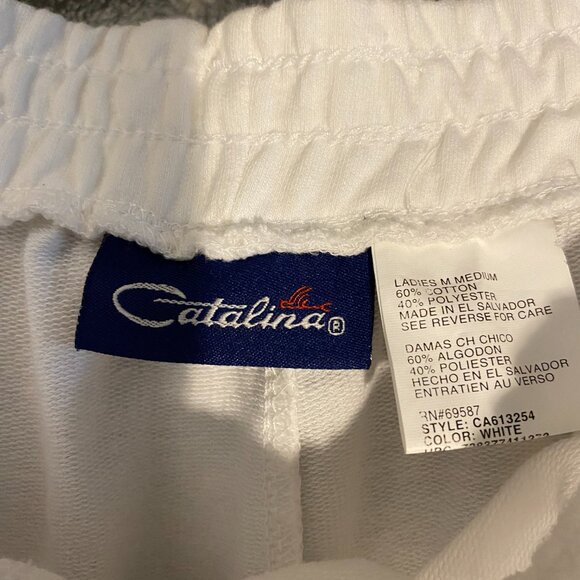 Catalina®
LADIES M MEDIUM
60% COTTON
40% POLYESTER
MADE IN EL SALVADOR
SEE REVERSE FOR CARE
DAMAS CH CHICO
60% ALGODON
40% POLIESTER
HECHO EN EL SALVADOR
ENTRATIEN AU VERSO
RN#69587
STYLE: CA613254
COLOR: WHITE